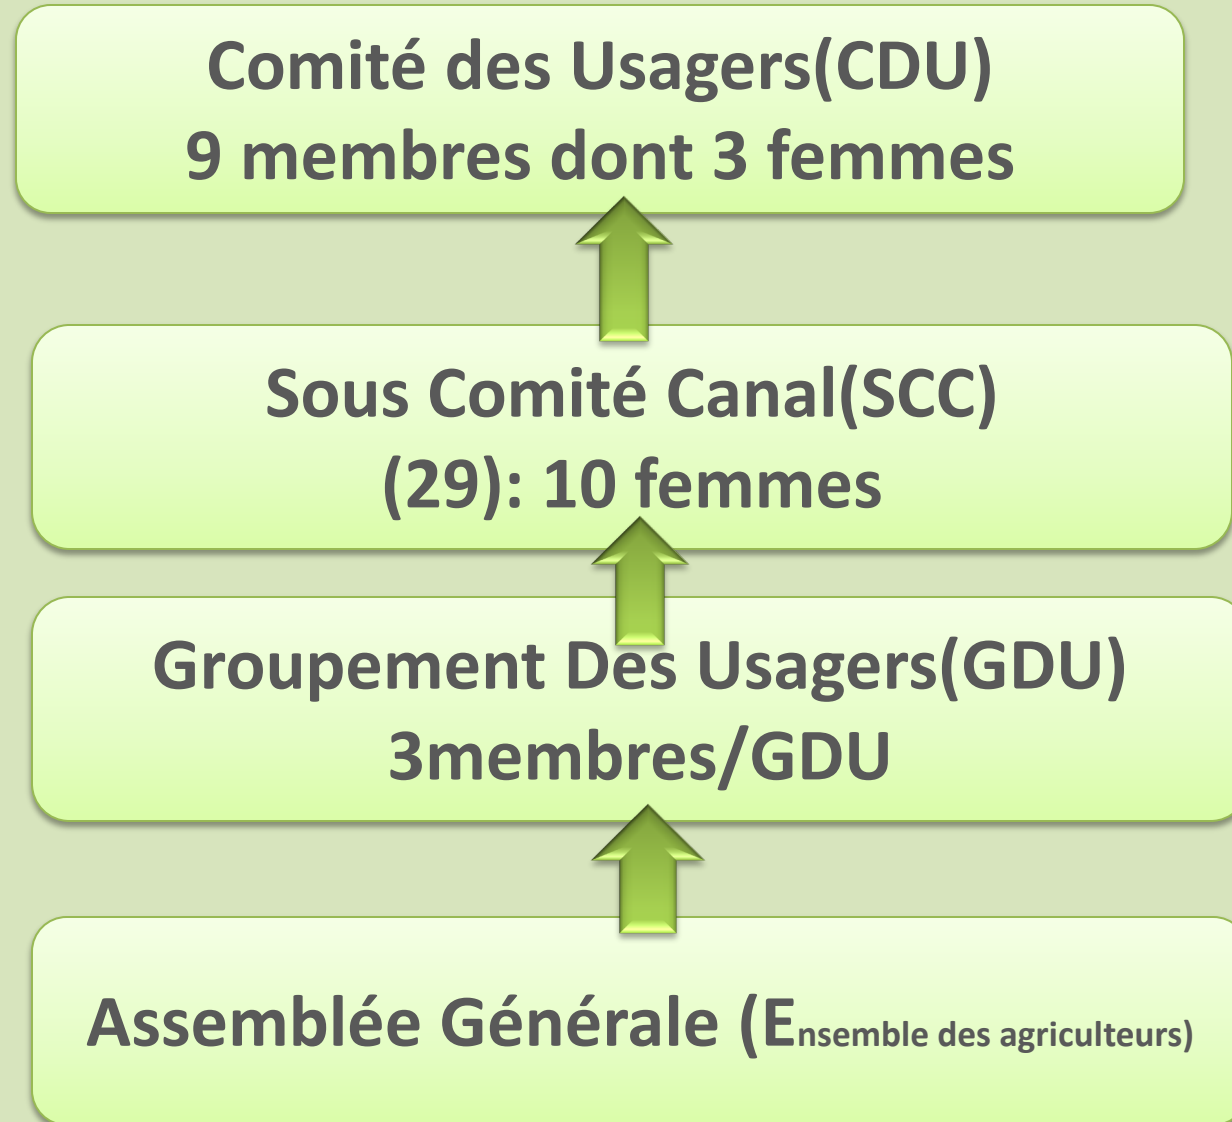 Comité des Usagers(CDU)
9 membres dont 3 femmes
Sous Comité Canal(SCC)
(29): 10 femmes
Groupement Des Usagers(GDU)
3membres/GDU
Assemblée Générale (Ensemble des agriculteurs)